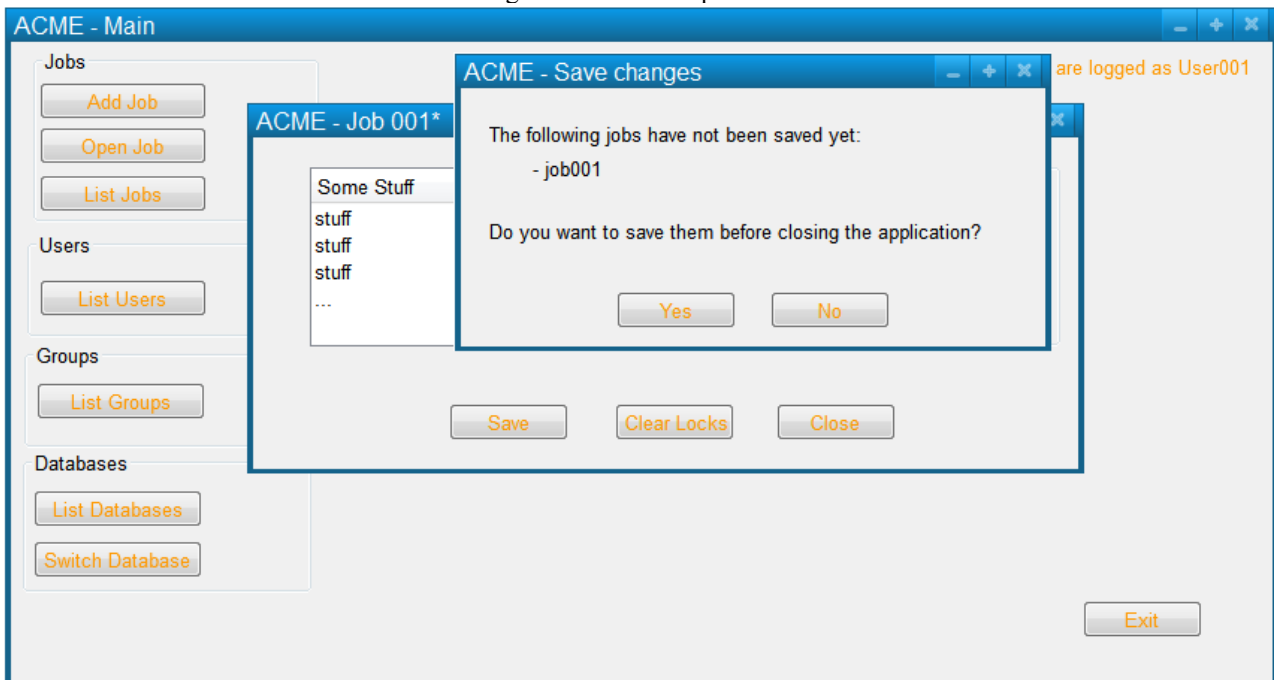 ACME - Main
Jobs
Add Job
Open Job
List Jobs
Users
List Users
Groups
List Groups
Databases
List Databases
Switch Database
are logged as User001
ACME - Job 001*
Some Stuff
stuff
stuff
stuff
...
Save
Clear Locks
Close
ACME - Save changes
The following jobs have not been saved yet:
- job001
Do you want to save them before closing the application?
Yes
No
Exit